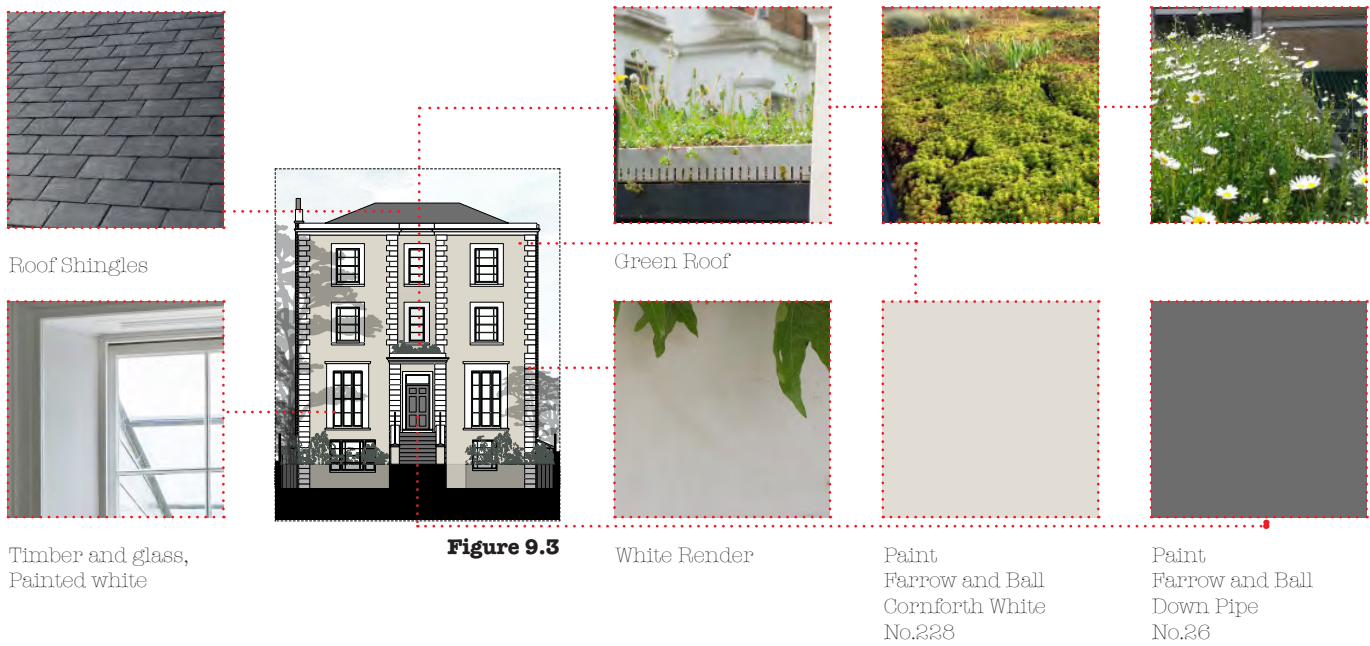 Roof Shingles
Green Roof
Timber and glass,
Painted white
Figure 9.3
White Render
Paint
Farrow and Ball
Cornforth White
No.228
Paint
Farrow and Ball
Down Pipe
No.26